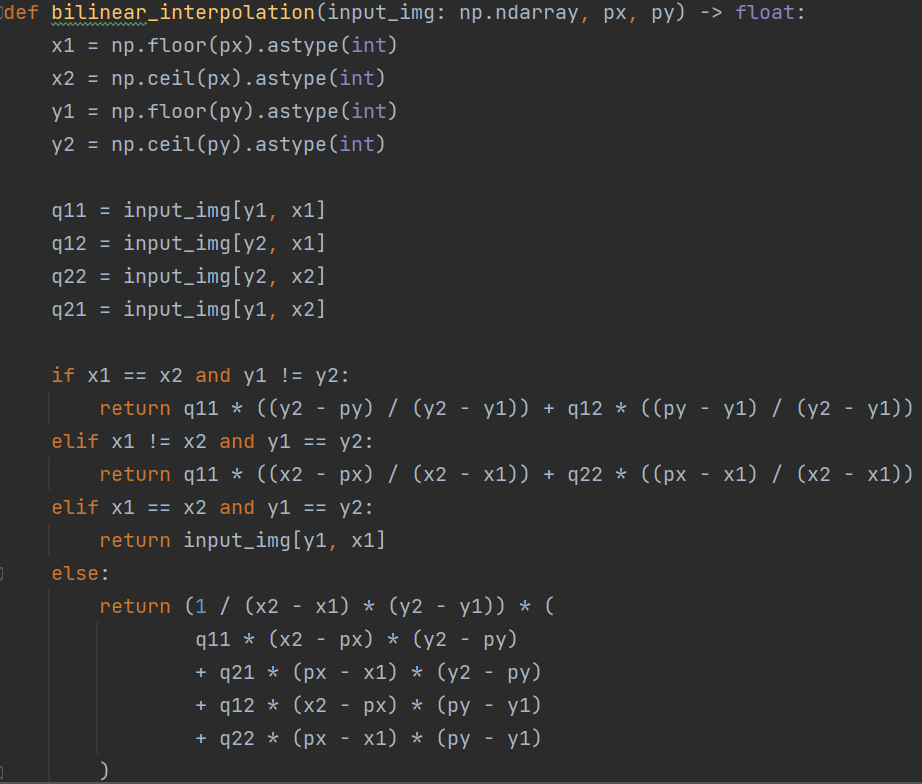 def bilinear_interpolation(input_img: np.ndarray, px, py) -> float:
    x1 = np.floor(px).astype(int)
    x2 = np.ceil(px).astype(int)
    y1 = np.floor(py).astype(int)
    y2 = np.ceil(py).astype(int)

    q11 = input_img[y1, x1]
    q12 = input_img[y2, x1]
    q22 = input_img[y2, x2]
    q21 = input_img[y1, x2]

    if x1 == x2 and y1 != y2:
        return q11 * ((y2 - py) / (y2 - y1)) + q12 * ((py - y1) / (y2 - y1))
    elif x1 != x2 and y1 == y2:
        return q11 * ((x2 - px) / (x2 - x1)) + q22 * ((px - x1) / (x2 - x1))
    elif x1 == x2 and y1 == y2:
        return input_img[y1, x1]
    else:
        return (1 / (x2 - x1) * (y2 - y1)) * (
                q11 * (x2 - px) * (y2 - py)
                + q21 * (px - x1) * (y2 - py)
                + q12 * (x2 - px) * (py - y1)
                + q22 * (px - x1) * (py - y1)
        )